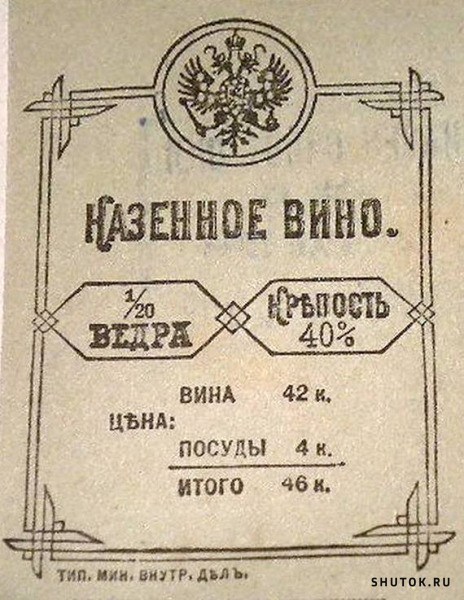 КАЗЕННОЕ ВИНО.
1/20 ВЕДРА
КРѢПОСТЬ 40%
ВИНА 42 к.
ЦѢНА:
ПОСУДЫ 4 к.
ИТОГО 46 к.
ТИП. МИН. ВНУТР. ДѢЛЪ.
SHUTOK.RU